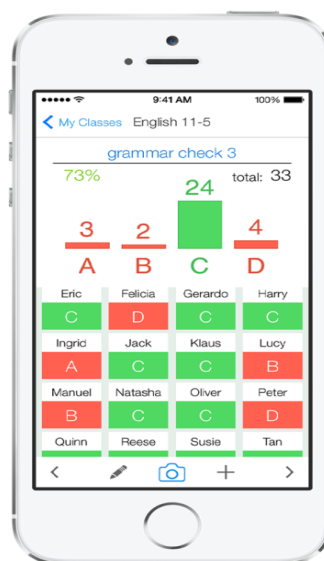 9:41 AM 100%
My Classes English 11-5
grammar check 3
73% 24 total: 33
3 2 4
A B C D
Eric Felicia Gerardo Harry
C D C C
Ingrid Jack Klaus Lucy
A C C B
Manuel Natasha Oliver Peter
B C C D
Quinn Reese Susie Tan